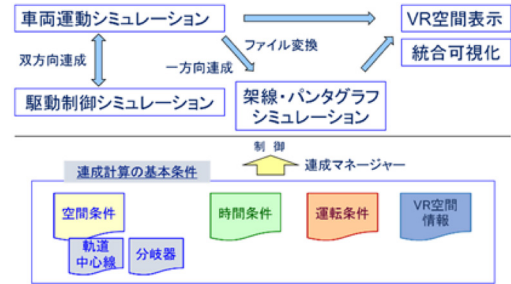 車両運動シミュレーション
VR空間表示
統合可視化
双方向連成
一方向連成
ファイル変換
駆動制御シミュレーション
架線・パンタグラフ
シミュレーション
制 御
連成マネージャー
連成計算の基本条件
空間条件
時間条件
運転条件
VR空間
情報
軌道
中心線
分岐器